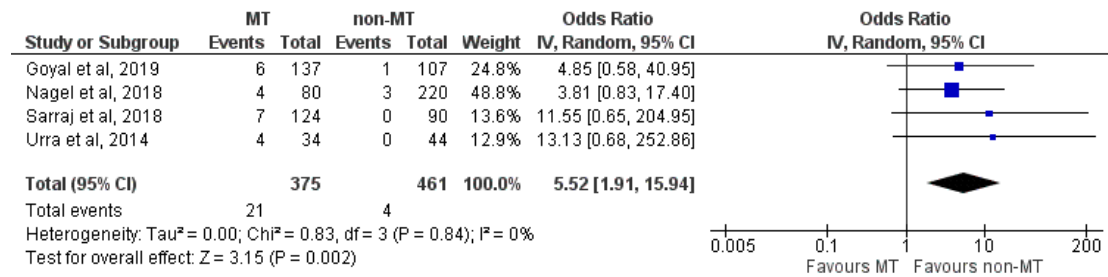 MT non-MT Odds Ratio Odds Ratio
Study or Subgroup Events Total Events Total Weight IV, Random, 95% CI IV, Random, 95% CI
Goyal et al, 2019 6 137 1 107 24.8% 4.85 [0.58, 40.95]
Nagel et al, 2018 4 80 3 220 48.8% 3.81 [0.83, 17.40]
Sarraj et al, 2018 7 124 0 90 13.6% 11.55 [0.65, 204.95]
Urra et al, 2014 4 34 0 44 12.9% 13.13 [0.68, 252.86]
Total (95% CI) 375 461 100.0% 5.52 [1.91, 15.94]
Total events 21 4
Heterogeneity: Tau² = 0.00; Chi² = 0.83, df = 3 (P = 0.84); I² = 0%
Test for overall effect: Z = 3.15 (P = 0.002)
0.005 0.1 1 10 200
Favours MT Favours non-MT